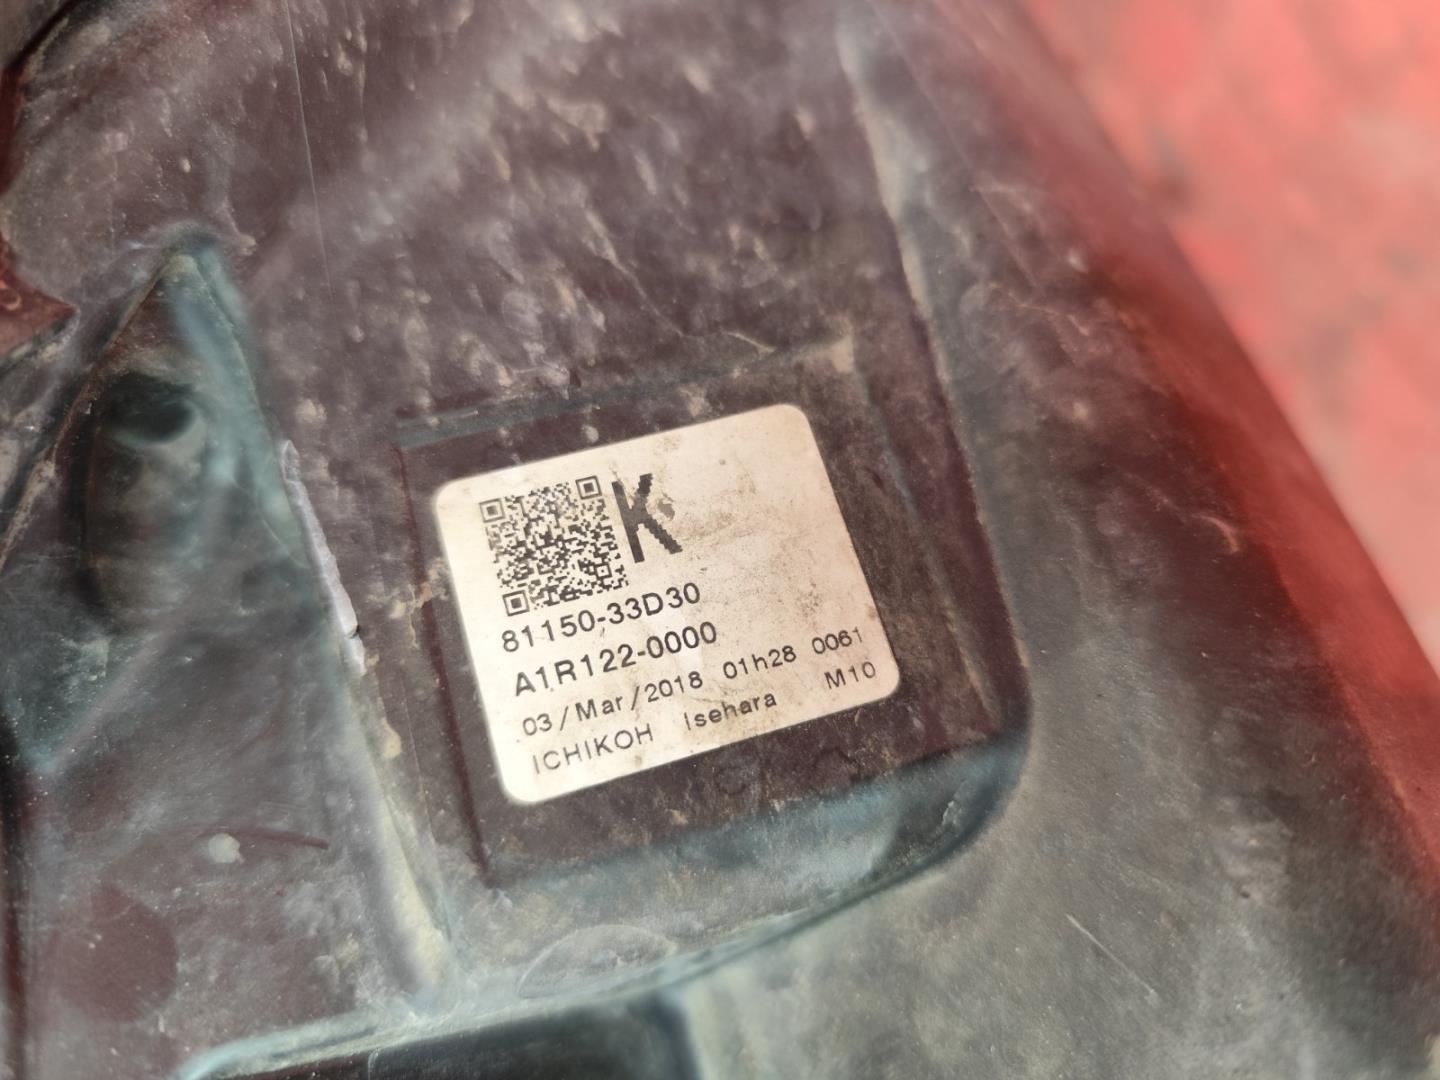 K
81150-33D30
A1R122-0000
03/Mar/2018 01h28 0061
ICHIKOH Isehara M10